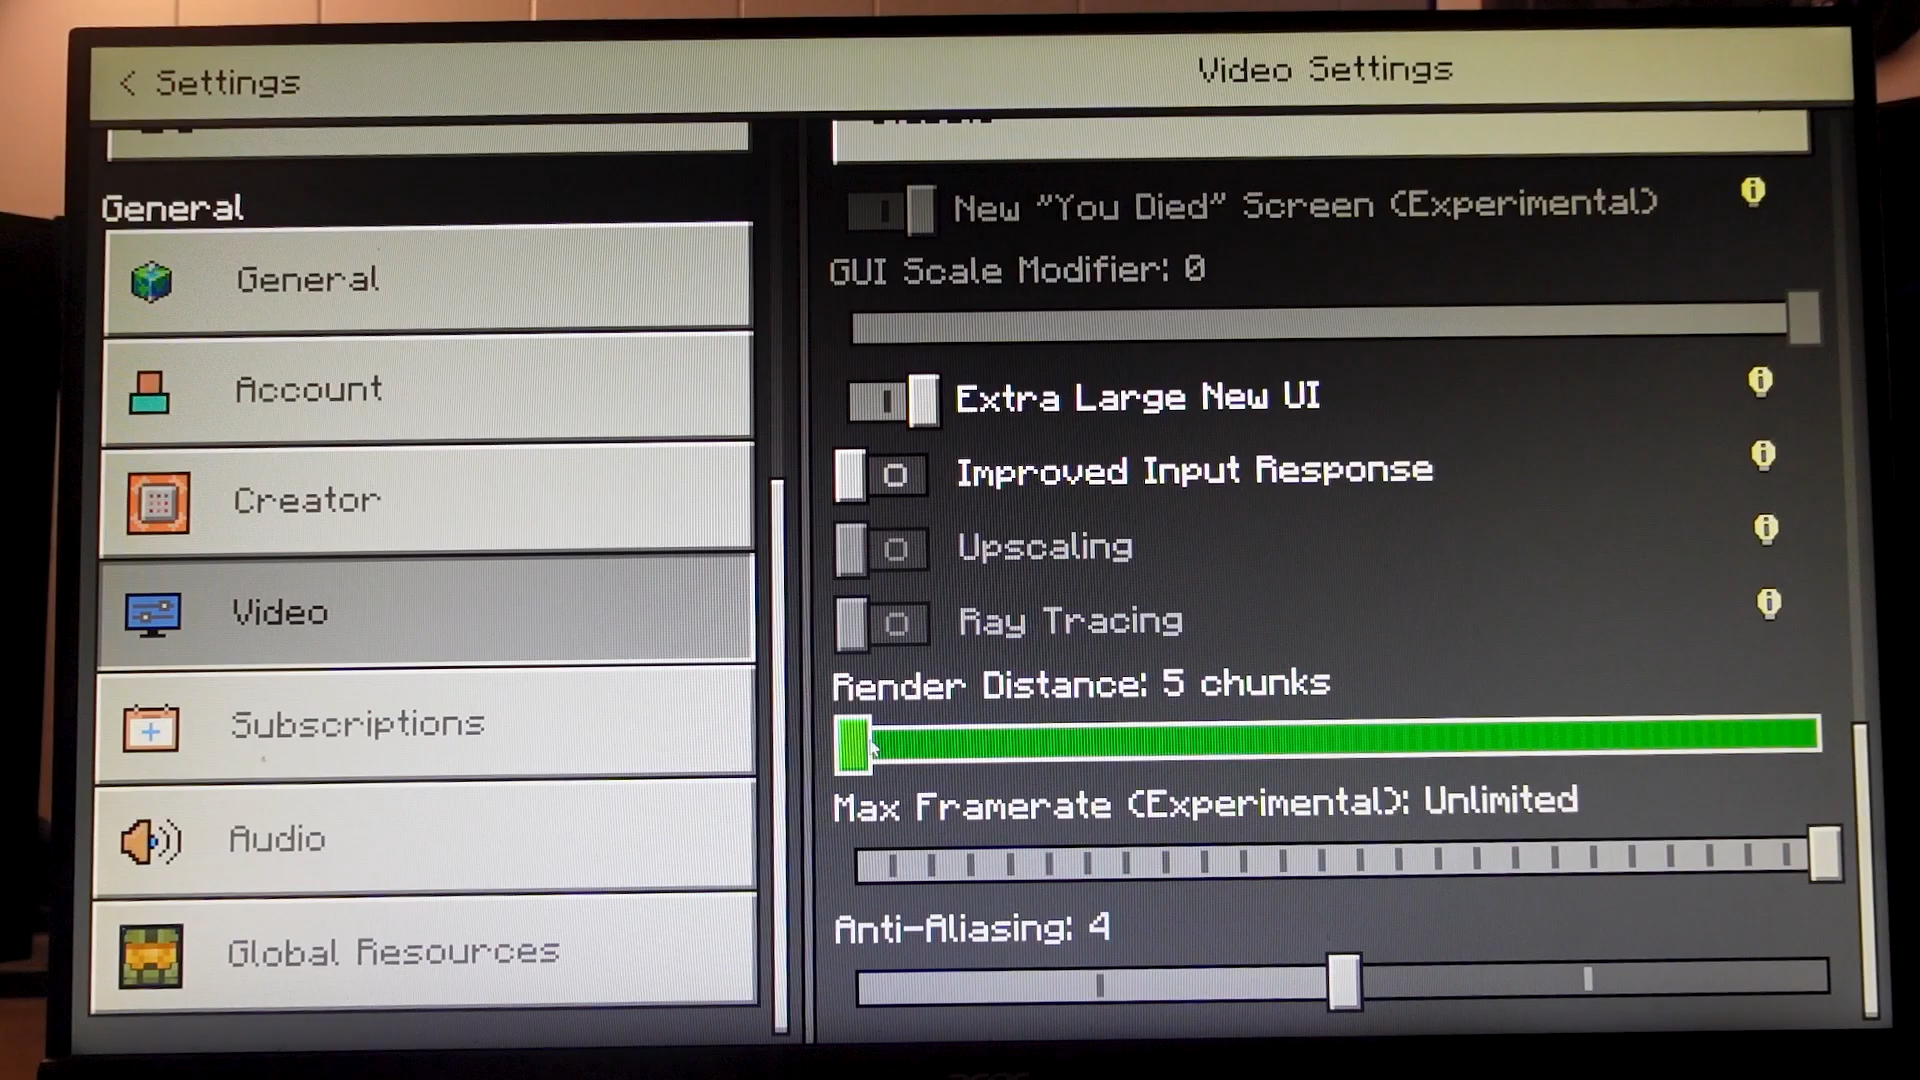 < Settings
Video Settings
General
General
Account
Creator
Video
Subscriptions
Audio
Global Resources
New "You Died" Screen (Experimental)
GUI Scale Modifier: 0
Extra Large New UI
Improved Input Response
Upscaling
Ray Tracing
Render Distance: 5 chunks
Max Framerate (Experimental): Unlimited
Anti-Aliasing: 4